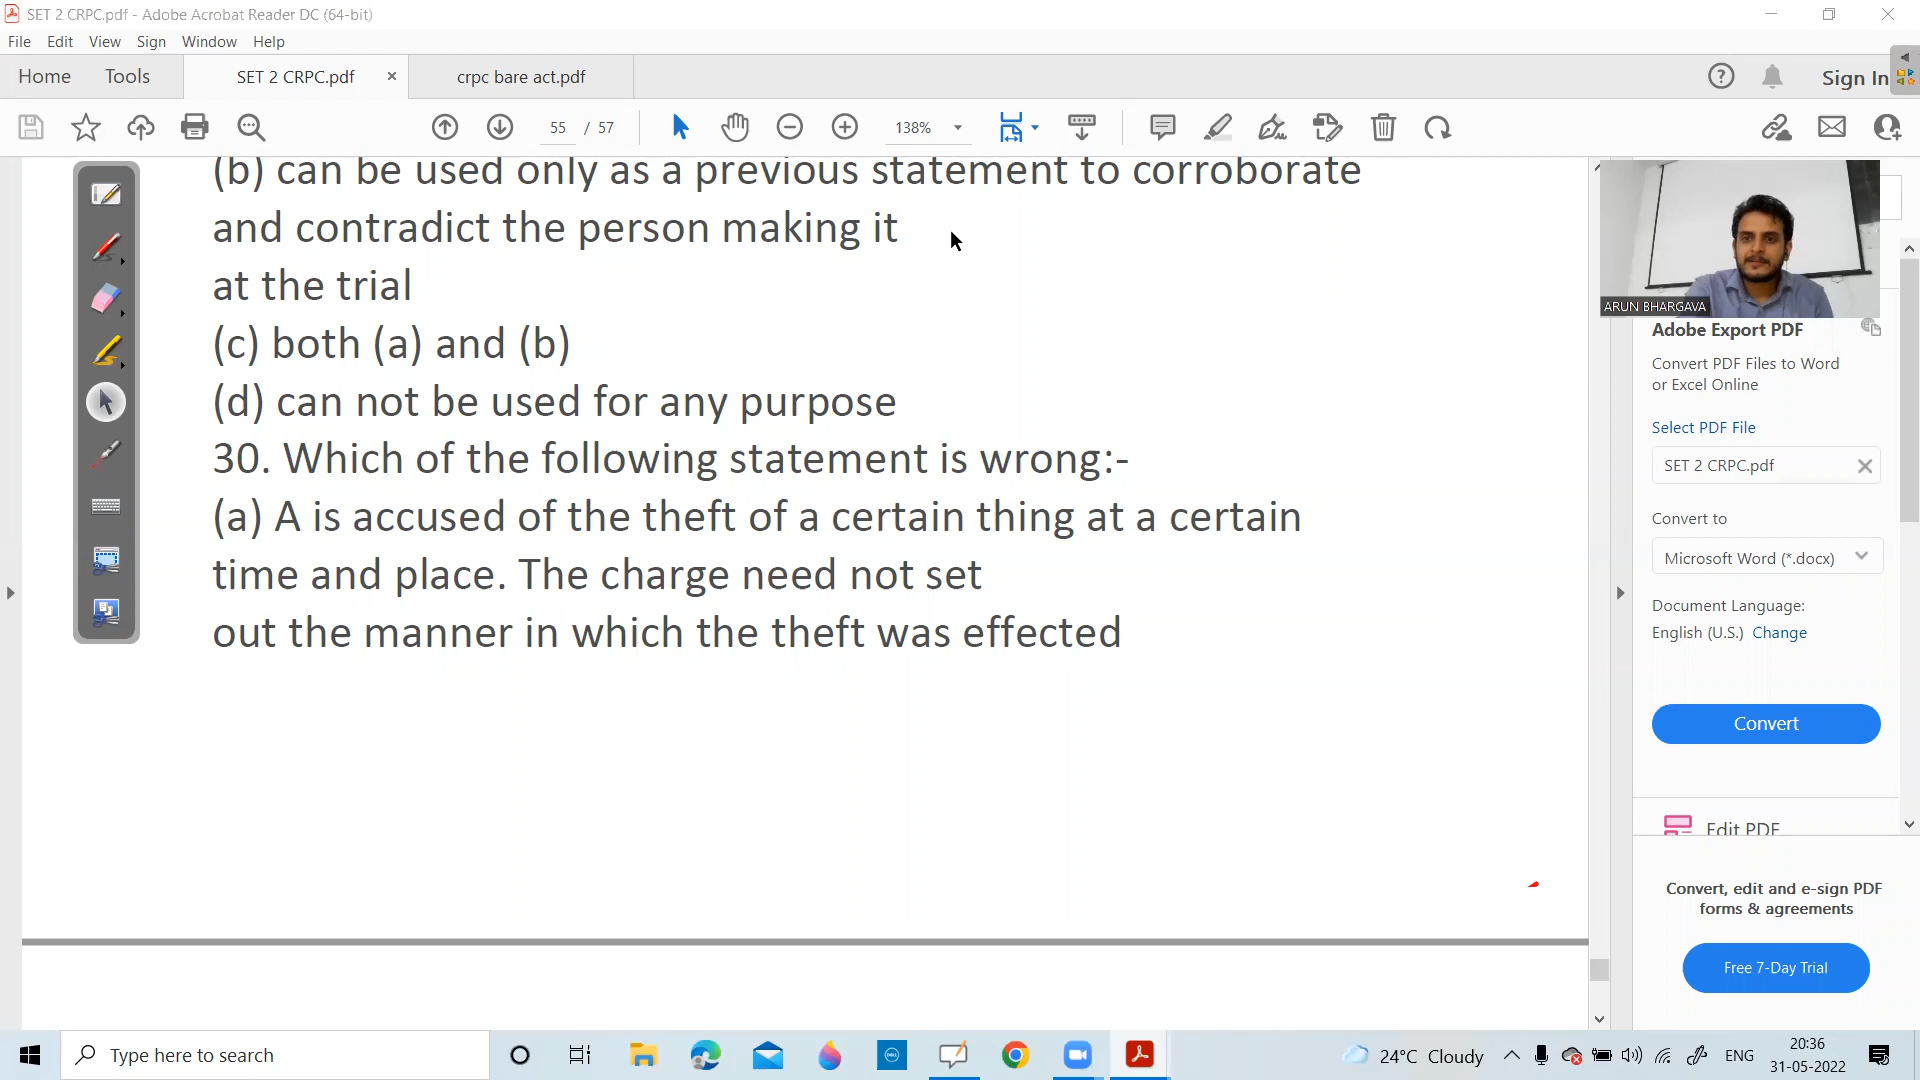 SET 2 CRPC.pdf - Adobe Acrobat Reader DC (64-bit)
File Edit View Sign Window Help
Home Tools SET 2 CRPC.pdf × crpc bare act.pdf Sign In
55 / 57 138%
(b) can be used only as a previous statement to corroborate
and contradict the person making it
at the trial
(c) both (a) and (b)
(d) can not be used for any purpose
30. Which of the following statement is wrong:-
(a) A is accused of the theft of a certain thing at a certain
time and place. The charge need not set
out the manner in which the theft was effected
ARUN BHARGAVA
Adobe Export PDF
Convert PDF Files to Word
or Excel Online
Select PDF File
SET 2 CRPC.pdf
Convert to
Microsoft Word (*.docx)
Document Language:
English (U.S.) Change
Convert
Edit PDF
Convert, edit and e-sign PDF
forms & agreements
Free 7-Day Trial
Type here to search
DELL
24°C Cloudy
ENG
20:36
31-05-2022